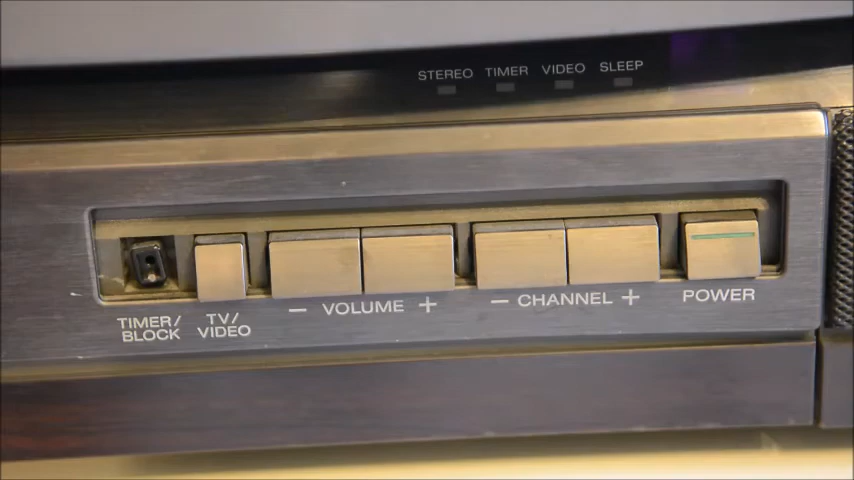 STEREO TIMER VIDEO SLEEP
TIMER/
BLOCK
TV/
VIDEO
− VOLUME +
− CHANNEL +
POWER